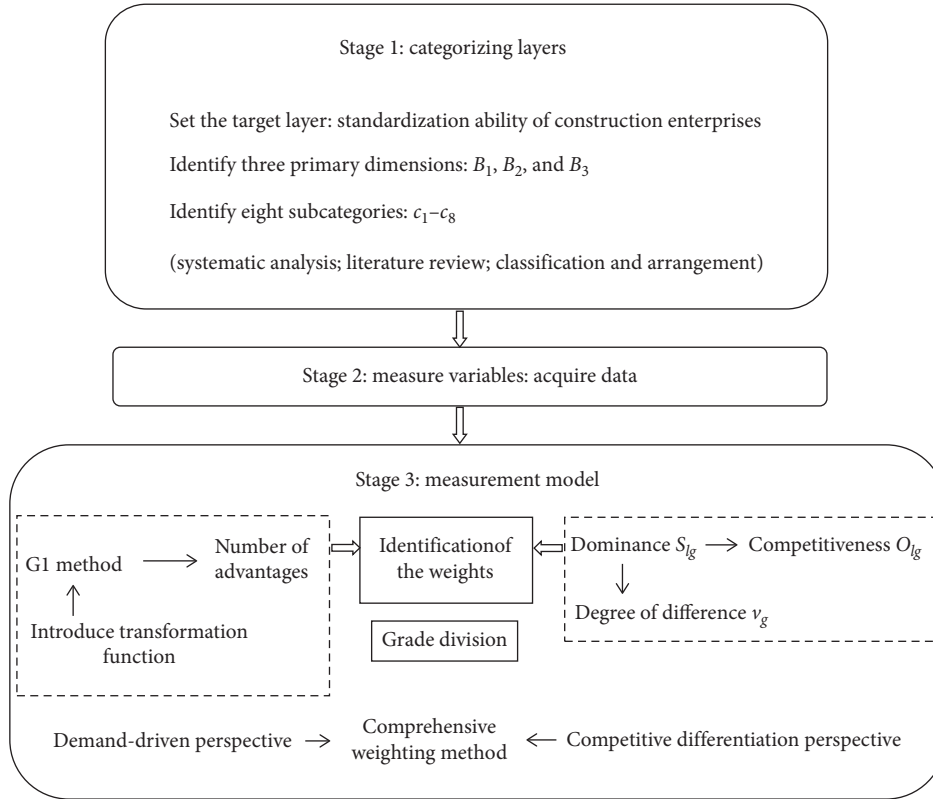 Stage 1: categorizing layers
Set the target layer: standardization ability of construction enterprises
Identify three primary dimensions: B1, B2, and B3
Identify eight subcategories: c1–c8
(systematic analysis; literature review; classification and arrangement)
Stage 2: measure variables: acquire data
Stage 3: measurement model
G1 method
Number of
advantages
Introduce transformation
function
Identificationof
the weights
Grade division
Dominance Slg
Competitiveness Olg
Degree of difference vg
Demand-driven perspective
Comprehensive
weighting method
Competitive differentiation perspective